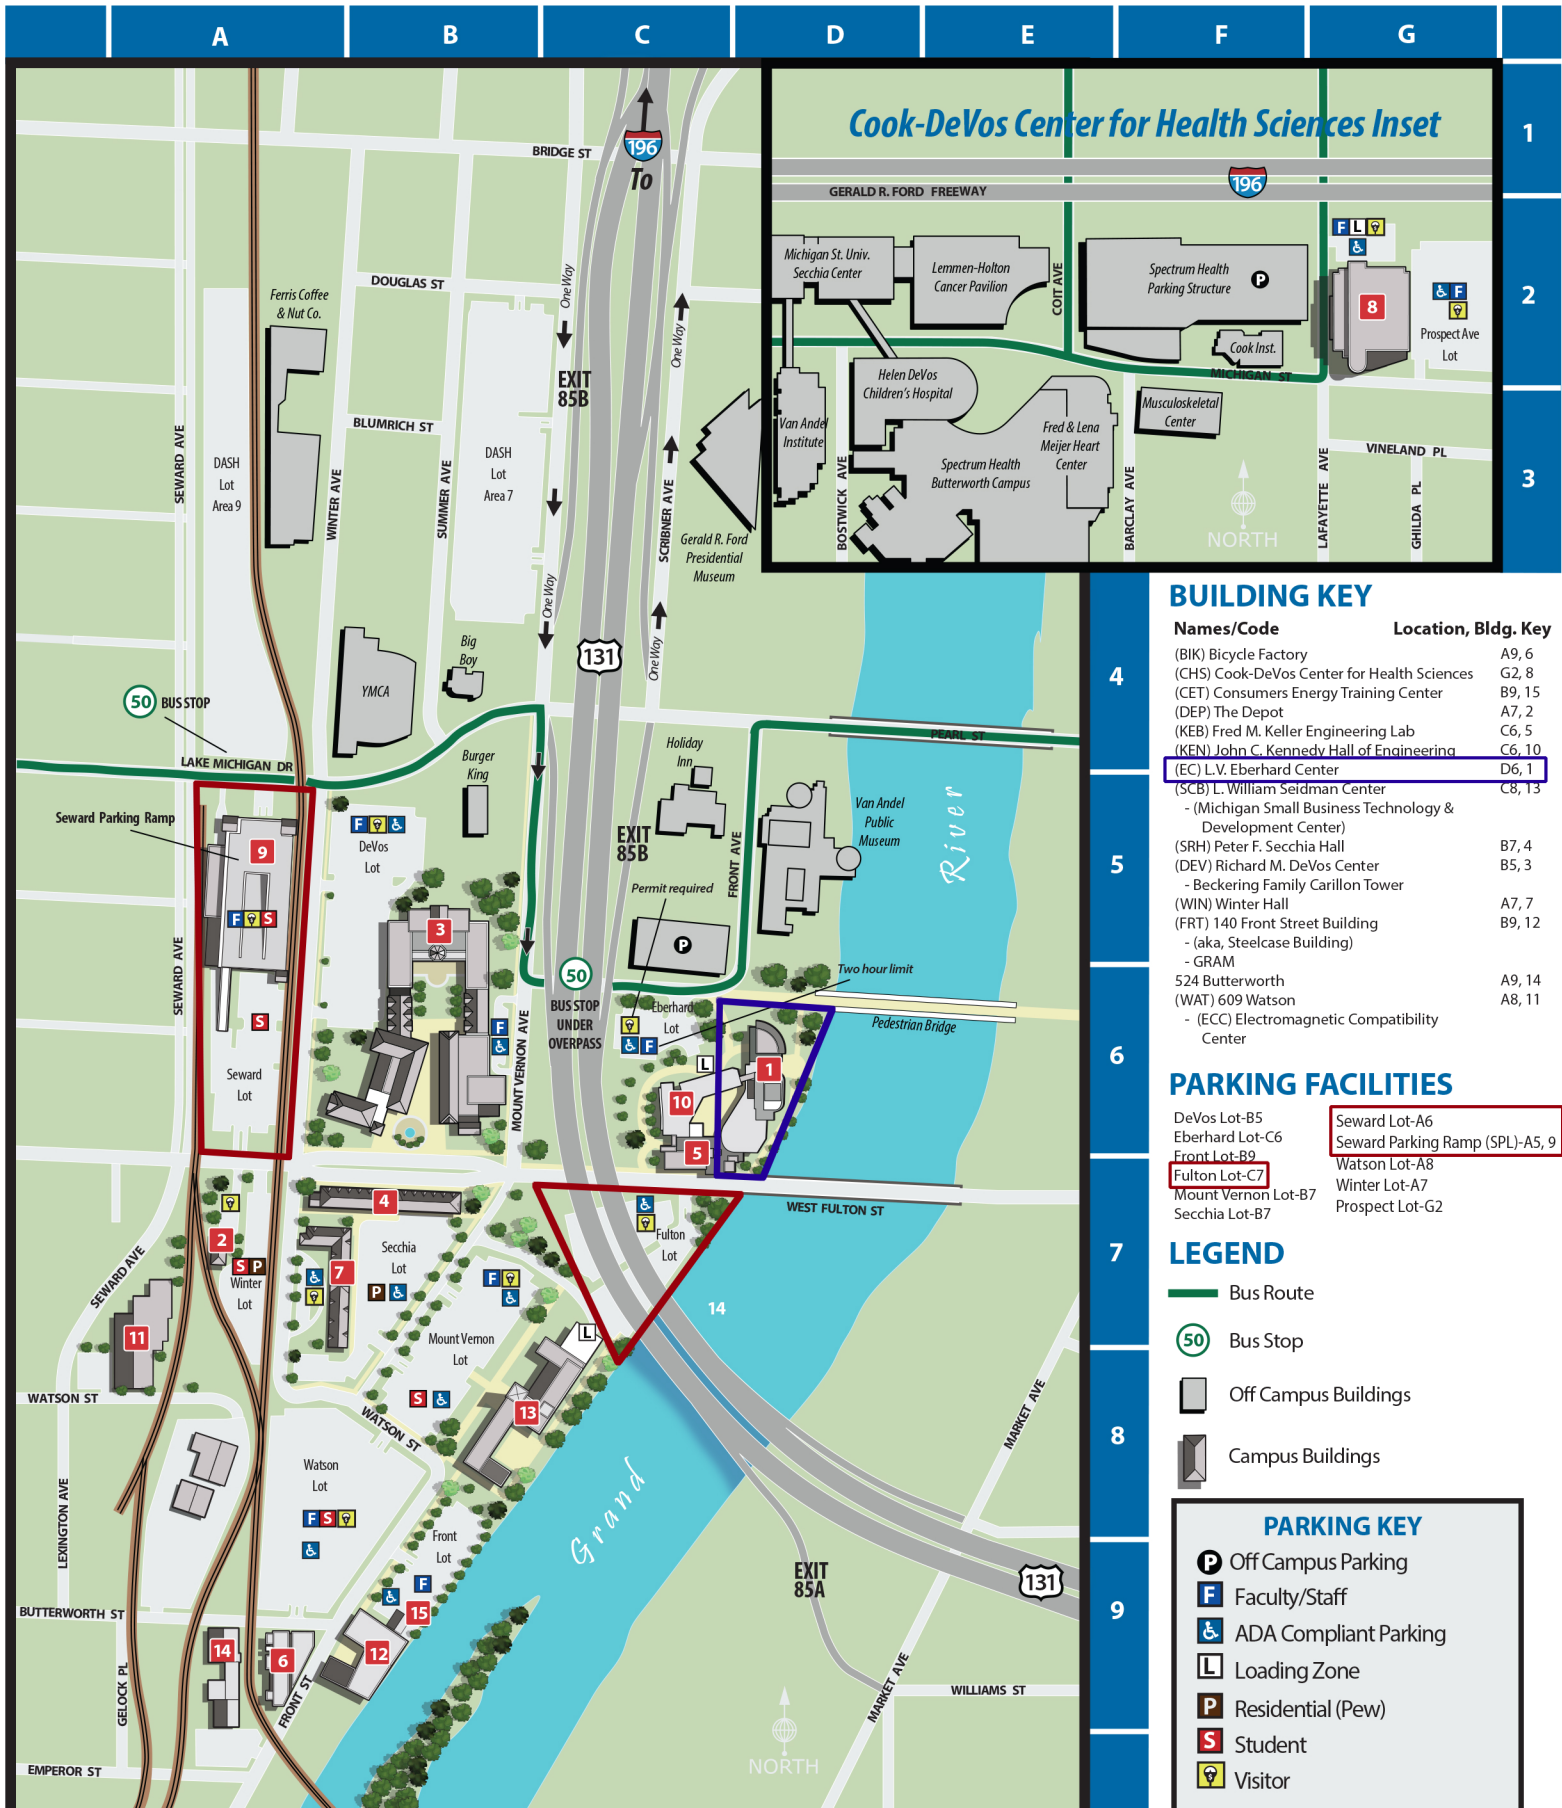 A B C D E F G
1
2
3
4
5
6
7
8
9
Cook-DeVos Center for Health Sciences Inset
196
GERALD R. FORD FREEWAY
F L
Michigan St. Univ.
Secchia Center
Lemmen-Holton
Cancer Pavilion
COIT AVE
Spectrum Health
Parking Structure
P
8
F
Prospect Ave
Lot
Cook Inst.
MICHIGAN ST
Helen DeVos
Children's Hospital
Musculoskeletal
Center
Van Andel
Institute
Fred & Lena
Meijer Heart
Center
Spectrum Health
Butterworth Campus
BOSTWICK AVE
BARCLAY AVE
LAFAYETTE AVE
VINELAND PL
GHILDA PL
NORTH
196
To
BRIDGE ST
One Way
DOUGLAS ST
Ferris Coffee
& Nut Co.
One Way
EXIT
85B
BLUMRICH ST
SEWARD AVE
DASH
Lot
Area 9
WINTER AVE
SUMMER AVE
DASH
Lot
Area 7
SCRIBNER AVE
Gerald R. Ford
Presidential
Museum
One Way
One Way
131
Big
Boy
YMCA
50 BUS STOP
LAKE MICHIGAN DR
PEARL ST
Burger
King
Holiday
Inn
Seward Parking Ramp
9
F S
F
DeVos
Lot
EXIT
85B
FRONT AVE
Van Andel
Public
Museum
River
Permit required
P
3
SEWARD AVE
50
BUS STOP
UNDER
OVERPASS
Two hour limit
Eberhard
Lot
F
L
Pedestrian Bridge
S
Seward
Lot
F
MOUNT VERNON AVE
1
10
5
WEST FULTON ST
4
2
S P
Winter
Lot
7
Secchia
Lot
P
F
Fulton
Lot
14
SEWARD AVE
11
Mount Vernon
Lot
S
L
13
WATSON ST
WATSON ST
MARKET AVE
Watson
Lot
F S
LEXINGTON AVE
Grand
Front
Lot
F
EXIT
85A
131
BUTTERWORTH ST
15
12
14
6
GELOCK PL
FRONT ST
MARKET AVE
WILLIAMS ST
NORTH
EMPEROR ST
BUILDING KEY
Names/Code Location, Bldg. Key
(BIK) Bicycle Factory A9, 6
(CHS) Cook-DeVos Center for Health Sciences G2, 8
(CET) Consumers Energy Training Center B9, 15
(DEP) The Depot A7, 2
(KEB) Fred M. Keller Engineering Lab C6, 5
(KEN) John C. Kennedy Hall of Engineering C6, 10
(EC) L.V. Eberhard Center D6, 1
(SCB) L. William Seidman Center C8, 13
- (Michigan Small Business Technology &
Development Center)
(SRH) Peter F. Secchia Hall B7, 4
(DEV) Richard M. DeVos Center B5, 3
- Beckering Family Carillon Tower
(WIN) Winter Hall A7, 7
(FRT) 140 Front Street Building B9, 12
- (aka, Steelcase Building)
- GRAM
524 Butterworth A9, 14
(WAT) 609 Watson A8, 11
- (ECC) Electromagnetic Compatibility
Center
PARKING FACILITIES
DeVos Lot-B5
Eberhard Lot-C6
Front Lot-B9
Fulton Lot-C7
Mount Vernon Lot-B7
Secchia Lot-B7
Seward Lot-A6
Seward Parking Ramp (SPL)-A5, 9
Watson Lot-A8
Winter Lot-A7
Prospect Lot-G2
LEGEND
Bus Route
50 Bus Stop
Off Campus Buildings
Campus Buildings
PARKING KEY
P Off Campus Parking
F Faculty/Staff
ADA Compliant Parking
L Loading Zone
P Residential (Pew)
S Student
Visitor